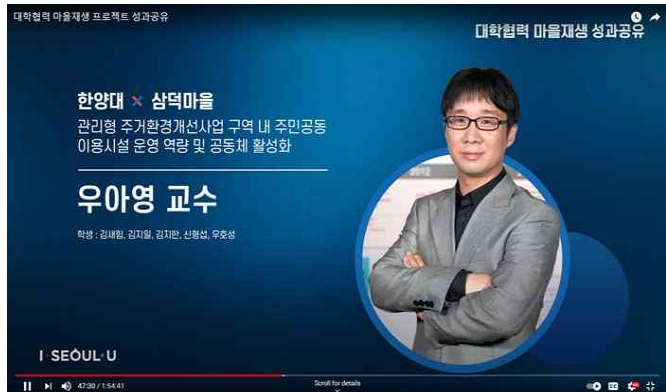 대학협력 마을재생 프로젝트 성과공유
대학협력 마을재생 성과공유
한양대 × 삼덕마을
관리형 주거환경개선사업 구역 내 주민공동
이용시설 운영 역량 및 공동체 활성화
우아영 교수
학생 : 김새힘, 김지일, 김지한, 신형섭, 우호성
2012
I·SEOUL·U
47:30 / 1:54:41
Scroll for details